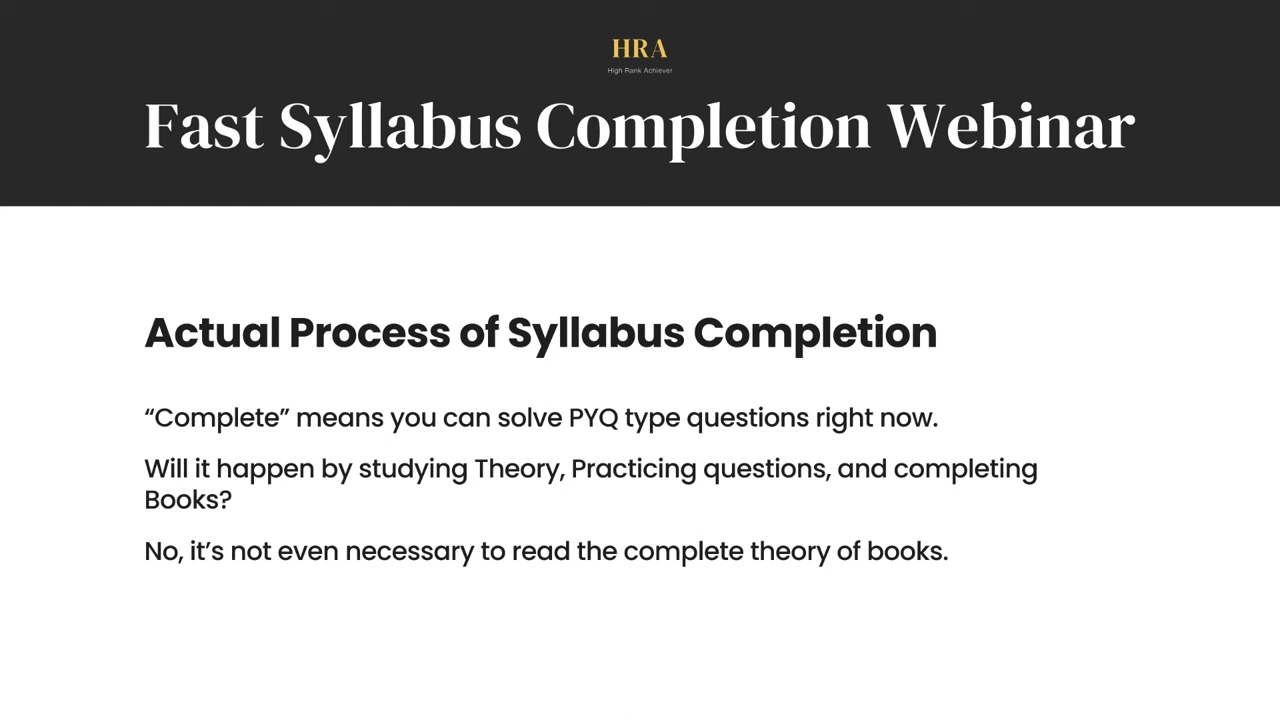 HRA
High Rank Achiever
Fast Syllabus Completion Webinar
Actual Process of Syllabus Completion
“Complete” means you can solve PYQ type questions right now.
Will it happen by studying Theory, Practicing questions, and completing
Books?
No, it’s not even necessary to read the complete theory of books.